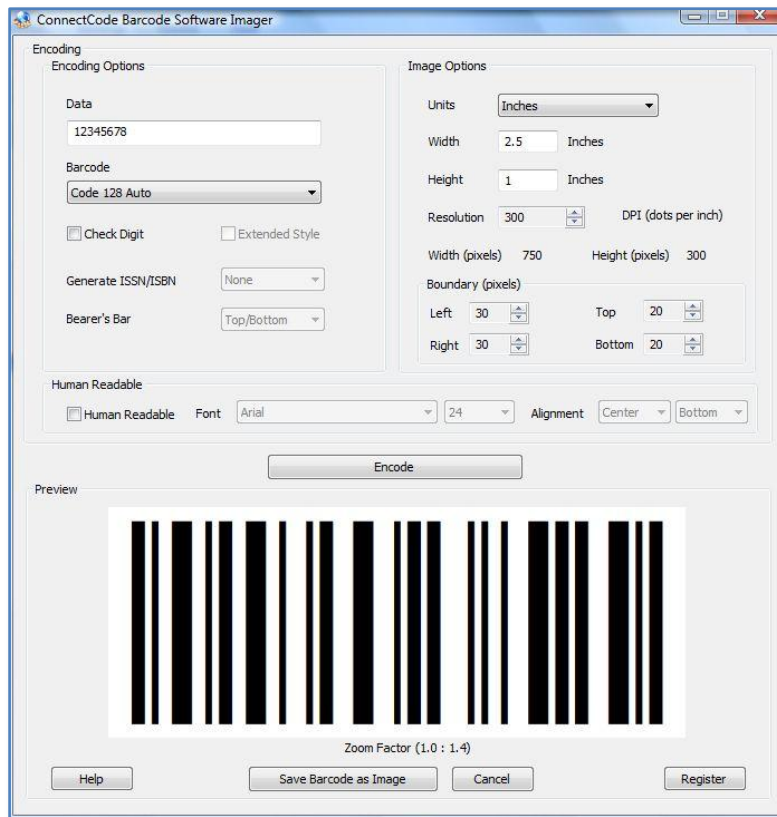 ConnectCode Barcode Software Imager
Encoding
Encoding Options
Data
12345678
Barcode
Code 128 Auto
Check Digit Extended Style
Generate ISSN/ISBN None
Bearer's Bar Top/Bottom
Image Options
Units Inches
Width 2.5 Inches
Height 1 Inches
Resolution 300 DPI (dots per inch)
Width (pixels) 750 Height (pixels) 300
Boundary (pixels)
Left 30 Top 20
Right 30 Bottom 20
Human Readable
Human Readable Font Arial 24 Alignment Center Bottom
Encode
Preview
Zoom Factor (1.0 : 1.4)
Help Save Barcode as Image Cancel Register